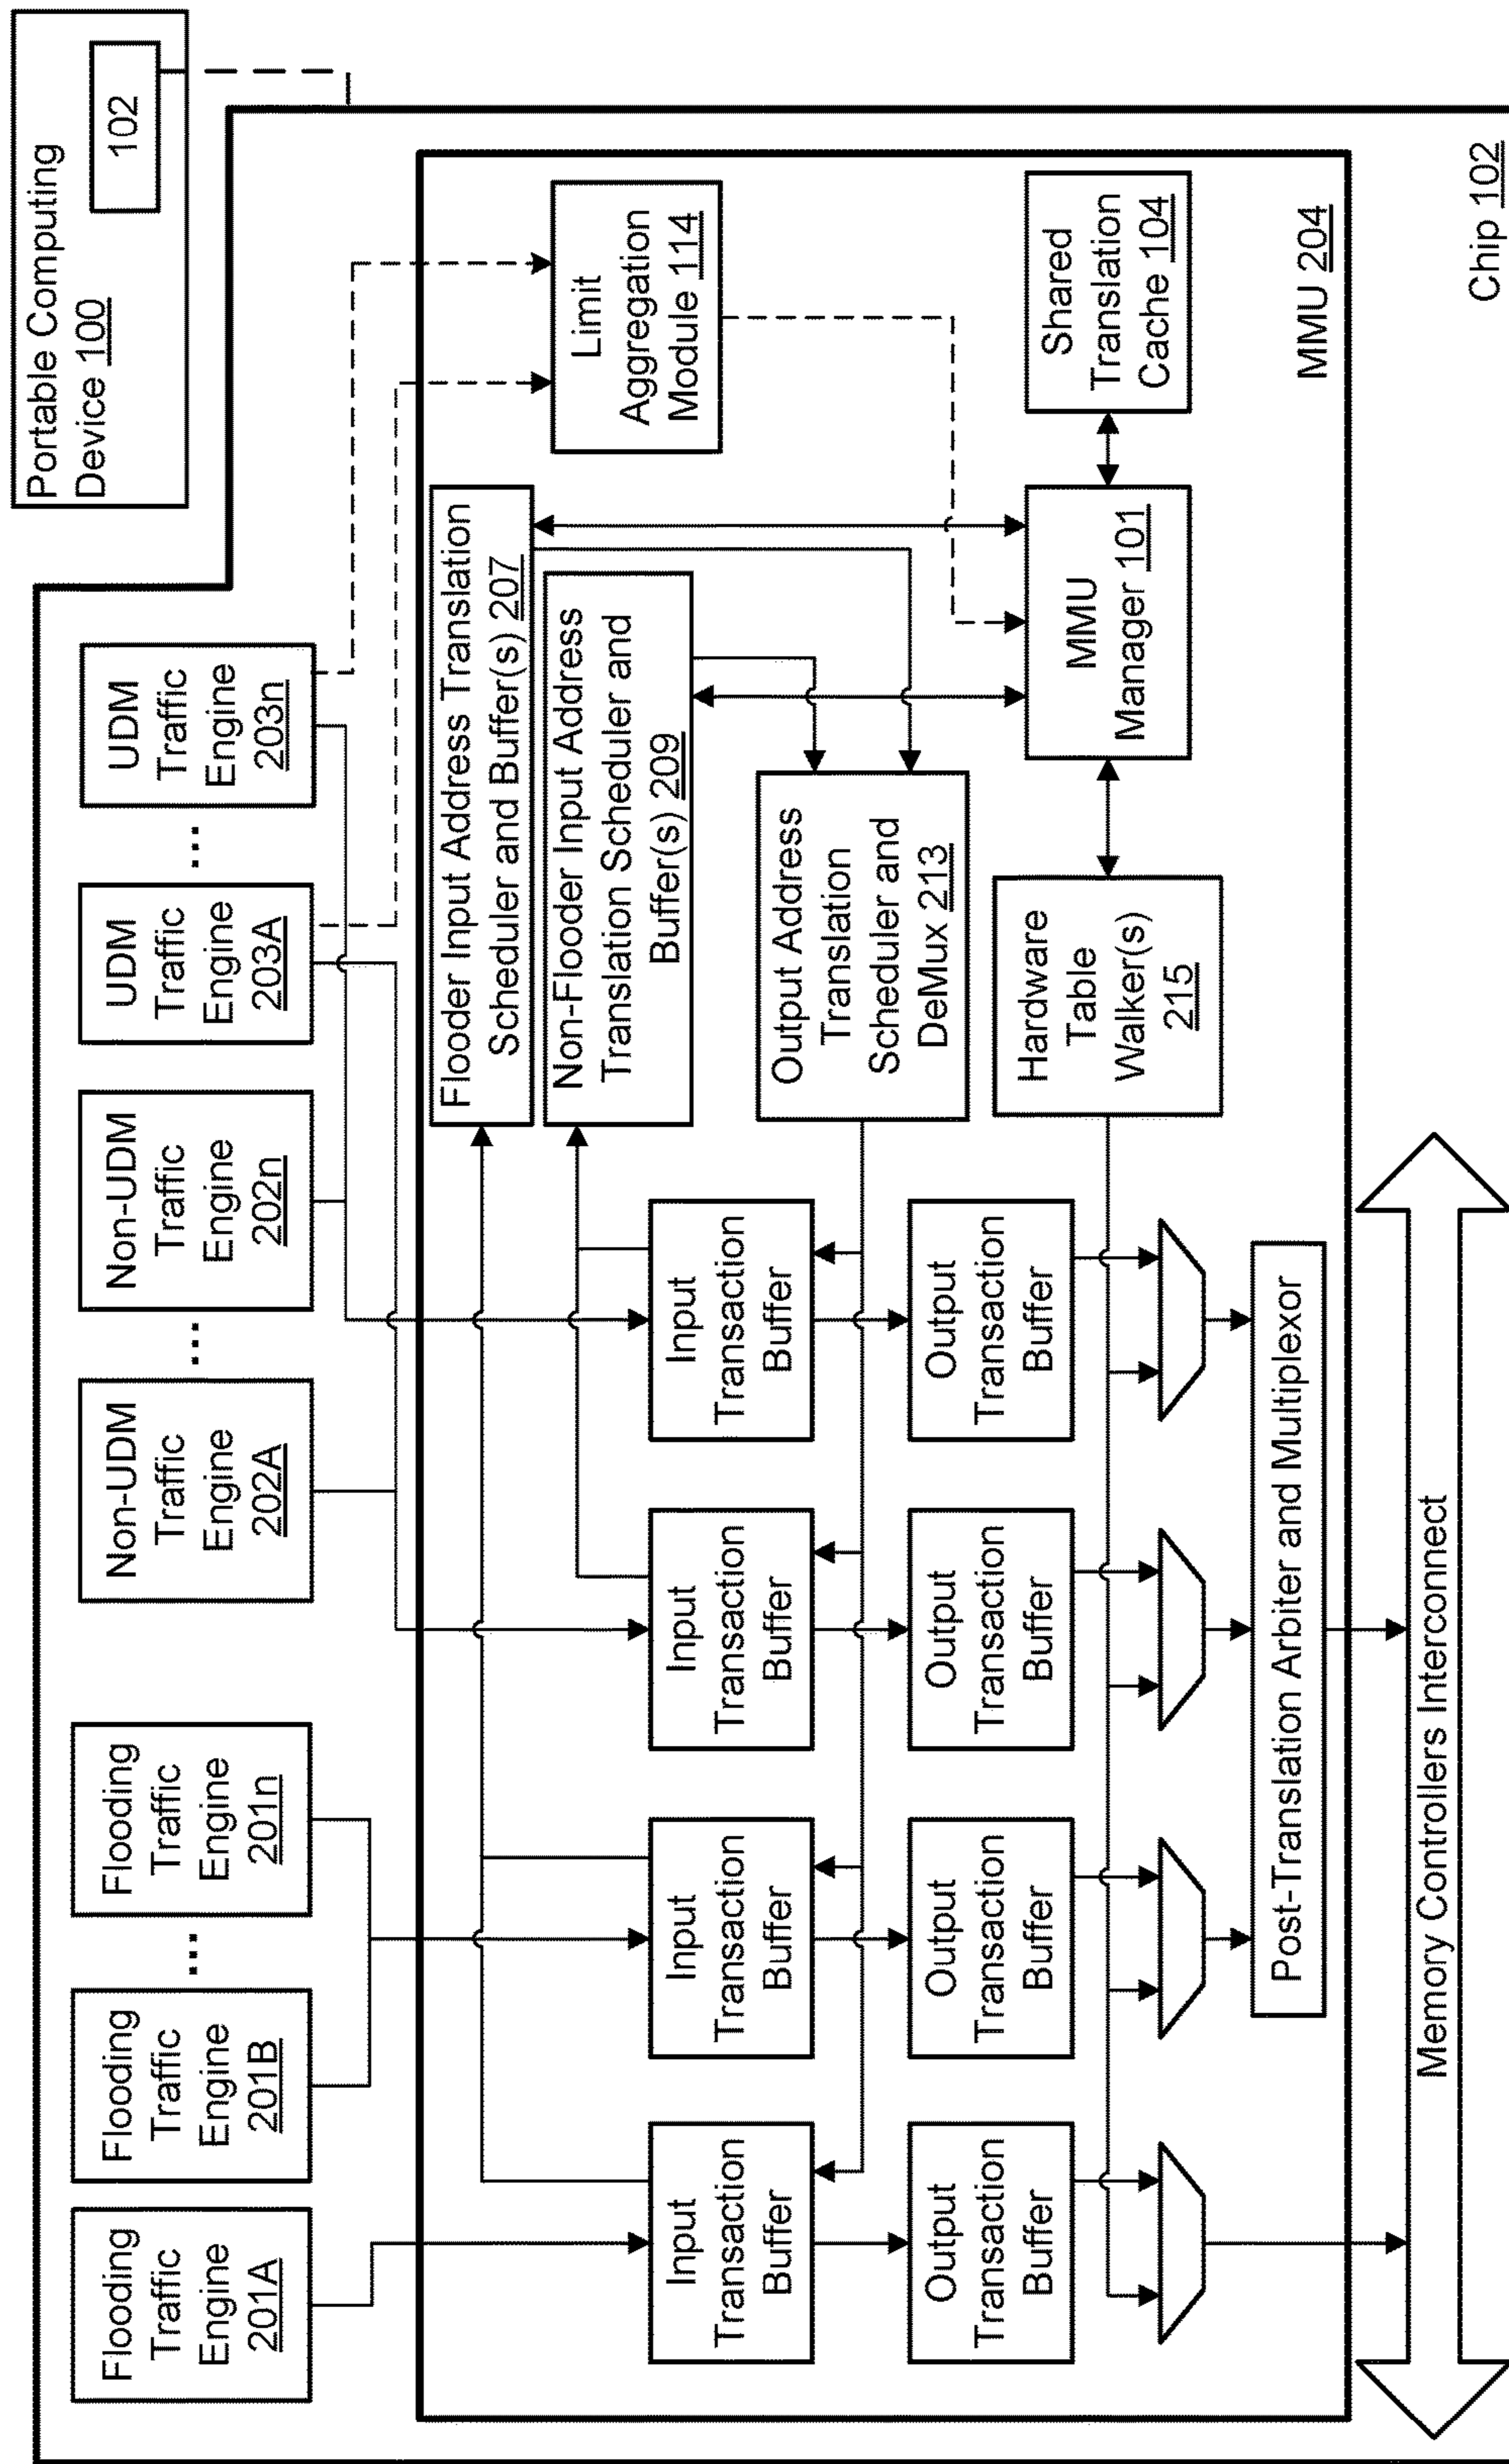 Portable Computing
Device 100
102
Flooding
Traffic
Engine
201A
Flooding
Traffic
Engine
201B
...
Flooding
Traffic
Engine
201n
Non-UDM
Traffic
Engine
202A
...
Non-UDM
Traffic
Engine
202n
UDM
Traffic
Engine
203A
...
UDM
Traffic
Engine
203n
Flooder Input Address Translation
Scheduler and Buffer(s) 207
Non-Flooder Input Address
Translation Scheduler and
Buffer(s) 209
Limit
Aggregation
Module 114
Input
Transaction
Buffer
Input
Transaction
Buffer
Input
Transaction
Buffer
Input
Transaction
Buffer
Output Address
Translation
Scheduler and
DeMux 213
Output
Transaction
Buffer
Output
Transaction
Buffer
Output
Transaction
Buffer
Output
Transaction
Buffer
Hardware
Table
Walker(s)
215
MMU
Manager 101
Shared
Translation
Cache 104
Post-Translation Arbiter and Multiplexor
MMU 204
Memory Controllers Interconnect
Chip 102